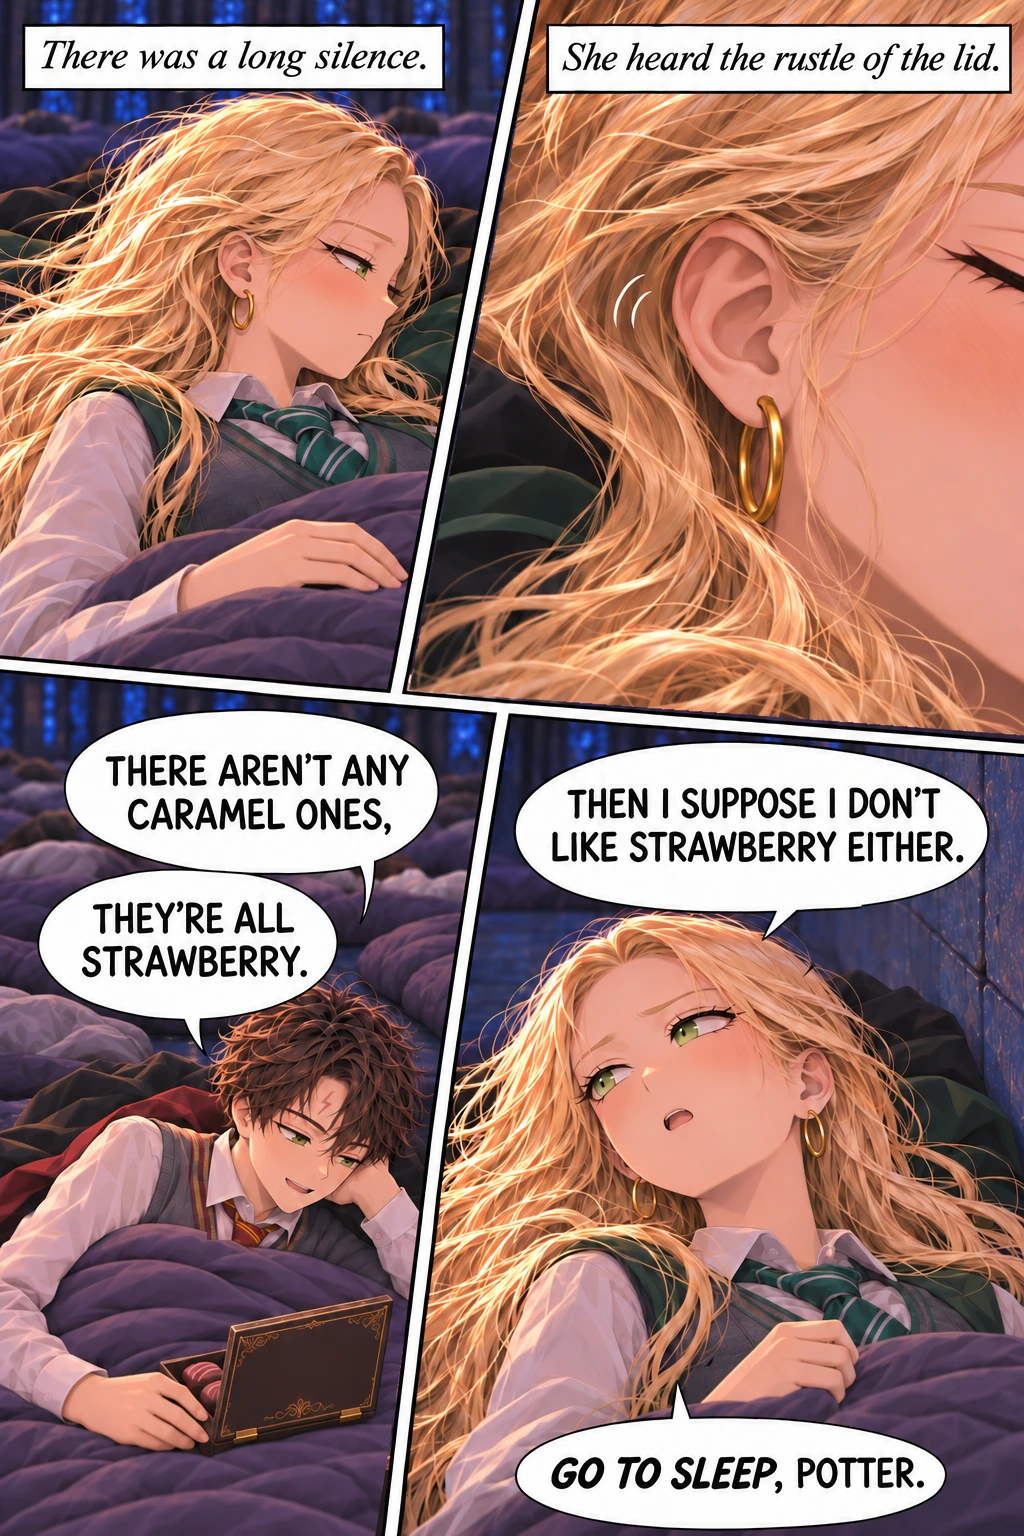 There was a long silence.
She heard the rustle of the lid.
THERE AREN'T ANY
CARAMEL ONES,
THEY'RE ALL
STRAWBERRY.
THEN I SUPPOSE I DON'T
LIKE STRAWBERRY EITHER.
GO TO SLEEP, POTTER.